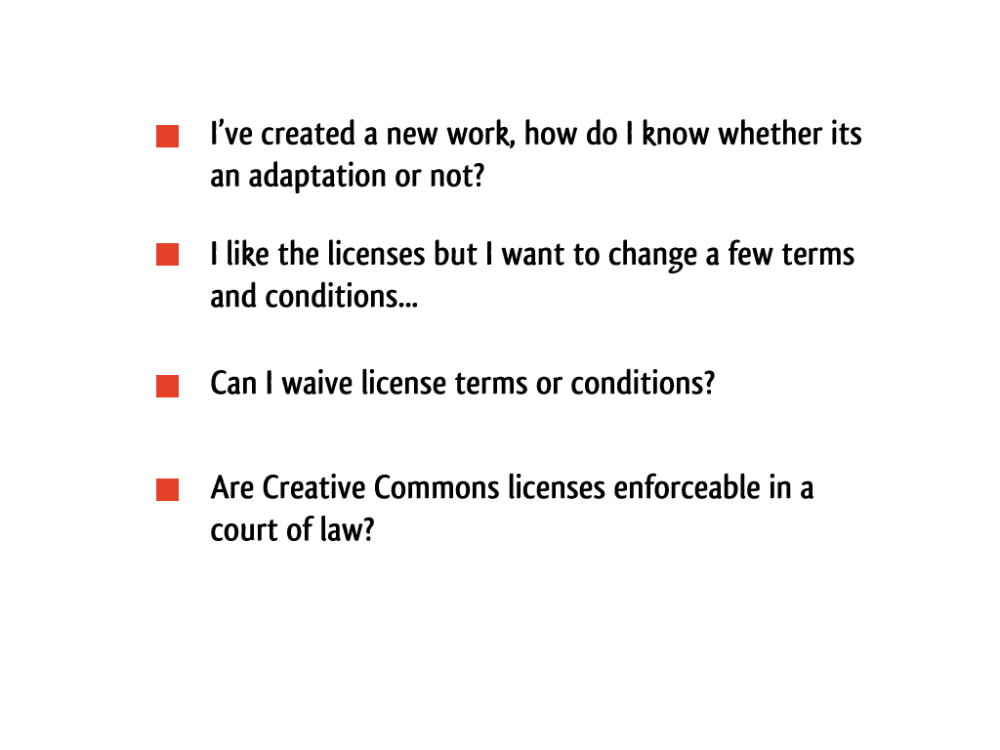 I’ve created a new work, how do I know whether its
an adaptation or not?
I like the licenses but I want to change a few terms
and conditions...
Can I waive license terms or conditions?
Are Creative Commons licenses enforceable in a
court of law?